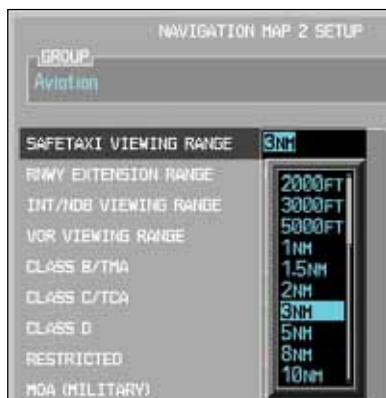 NAVIGATION MAP 2 SETUP
GROUP
Aviation
SAFETAXI VIEWING RANGE 3NM
RNWY EXTENSION RANGE
INT/NDB VIEWING RANGE
VOR VIEWING RANGE
CLASS B/TMA
CLASS C/TCA
CLASS D
RESTRICTED
MOA (MILITARY)
2000FT
3000FT
5000FT
1NM
1.5NM
2NM
3NM
5NM
8NM
10NM